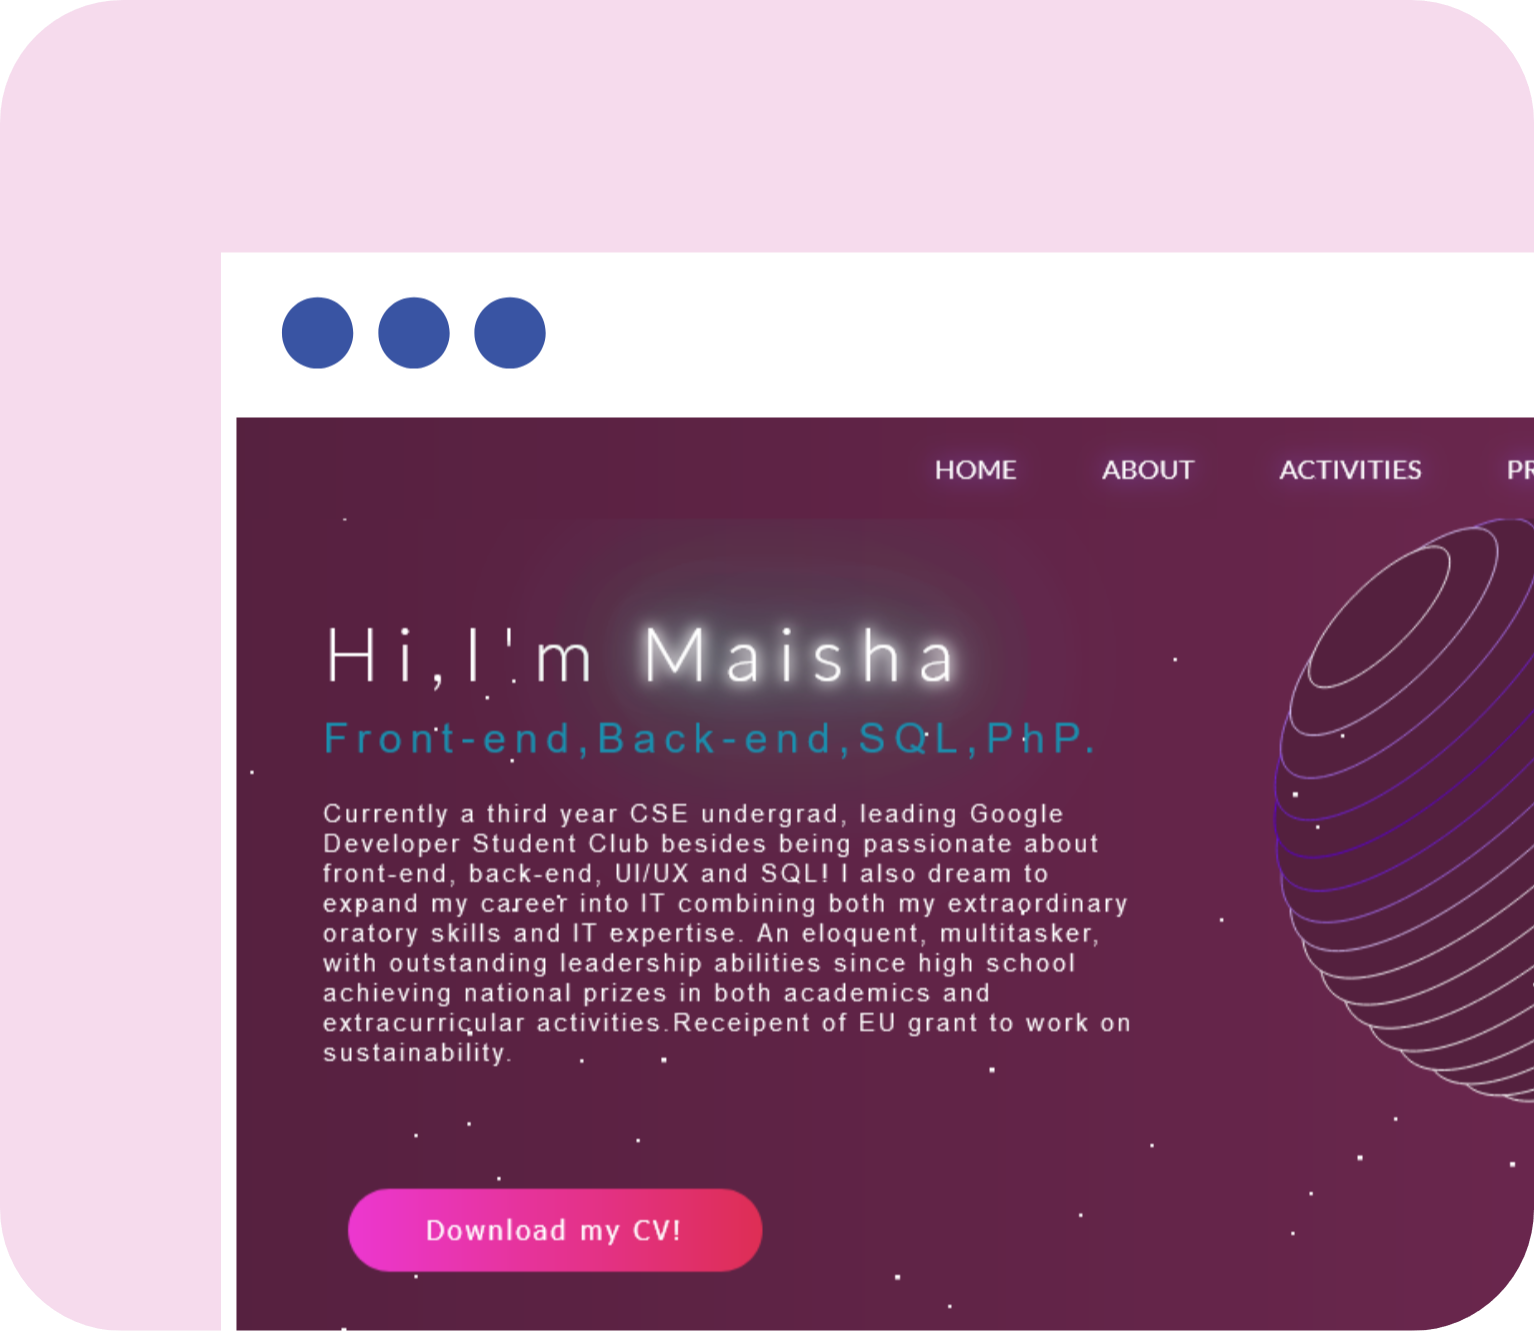 HOME ABOUT ACTIVITIES
Hi,I'm Maisha
Front-end,Back-end,SQL,PhP.
Currently a third year CSE undergrad, leading Google
Developer Student Club besides being passionate about
front-end, back-end, UI/UX and SQL! I also dream to
expand my career into IT combining both my extraordinary
oratory skills and IT expertise. An eloquent, multitasker,
with outstanding leadership abilities since high school
achieving national prizes in both academics and
extracurricular activities.Receipent of EU grant to work on
sustainability.
Download my CV!